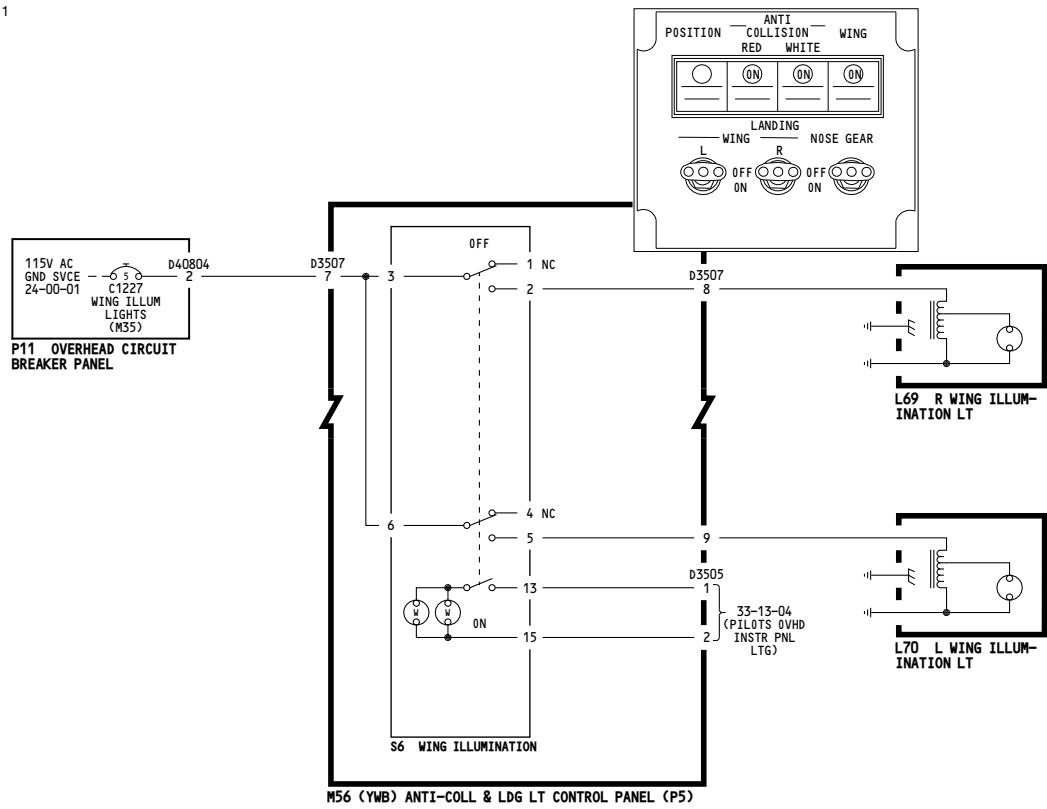 1
ANTI
POSITION COLLISION WING
RED WHITE
ON ON ON
LANDING
WING NOSE GEAR
L R
OFF OFF
ON ON
OFF
115V AC
GND SVCE
24-00-01
5
C1227
WING ILLUM
LIGHTS
(M35)
D40804
2
P11 OVERHEAD CIRCUIT
BREAKER PANEL
D3507
7
3
1 NC
2
D3507
8
L69 R WING ILLUM-
INATION LT
6
4 NC
5
9
D3505
13
1
W W
ON
15
2
33-13-04
(PILOTS OVHD
INSTR PNL
LTG)
L70 L WING ILLUM-
INATION LT
S6 WING ILLUMINATION
M56 (YWB) ANTI-COLL & LDG LT CONTROL PANEL (P5)